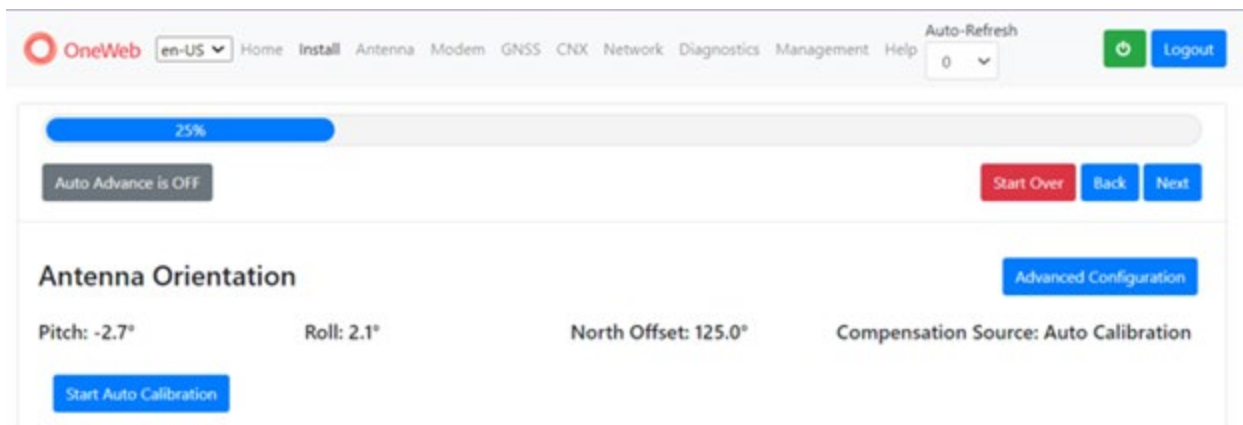 OneWeb en-US Home Install Antenna Modem GNSS CNX Network Diagnostics Management Help Auto-Refresh 0 Logout
25%
Auto Advance is OFF Start Over Back Next
Antenna Orientation Advanced Configuration
Pitch: -2.7° Roll: 2.1° North Offset: 125.0° Compensation Source: Auto Calibration
Start Auto Calibration